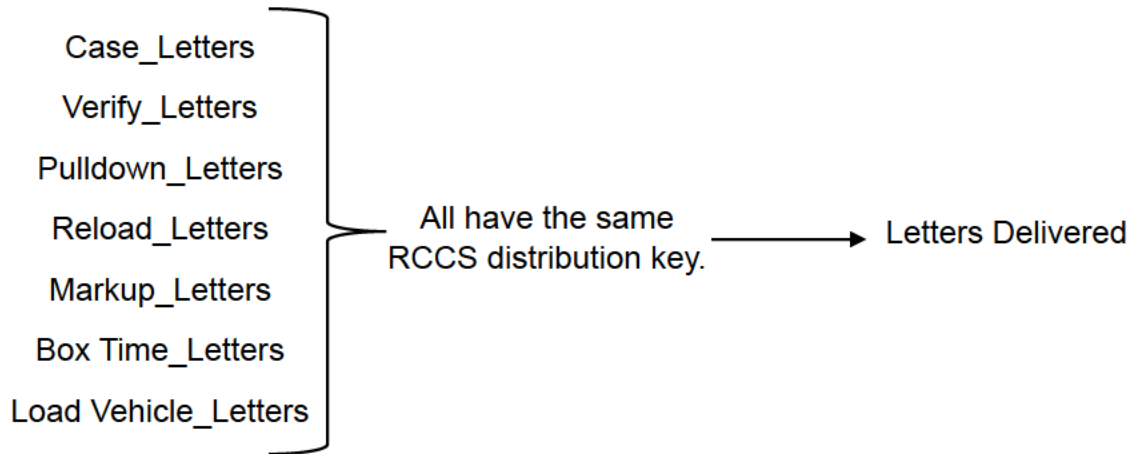 Case_Letters
Verify_Letters
Pulldown_Letters
Reload_Letters
Markup_Letters
Box Time_Letters
Load Vehicle_Letters
All have the same
RCCS distribution key.
Letters Delivered